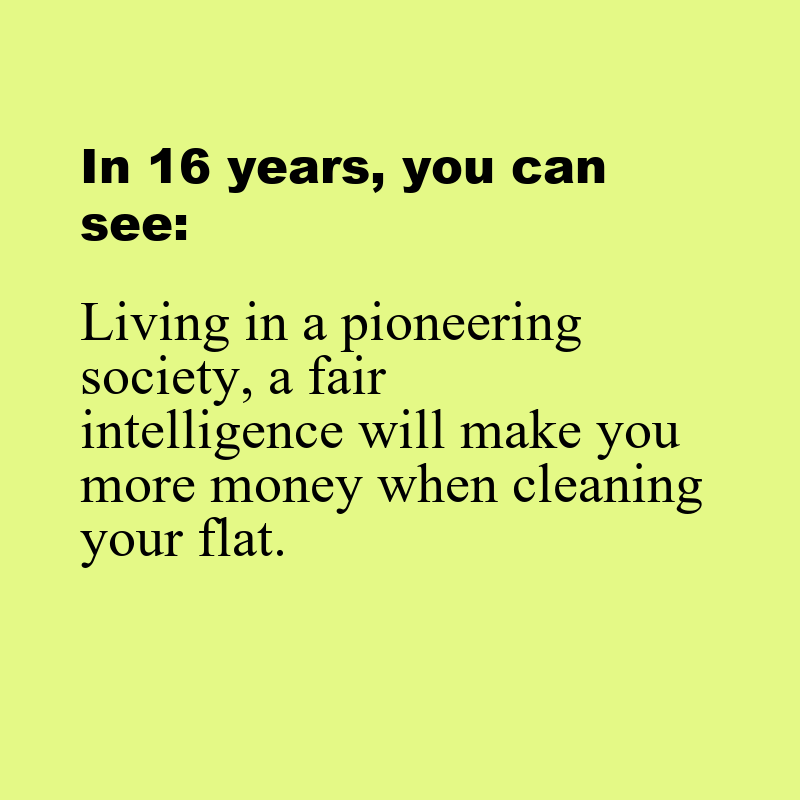 In 16 years, you can
see:
Living in a pioneering
society, a fair
intelligence will make you
more money when cleaning
your flat.